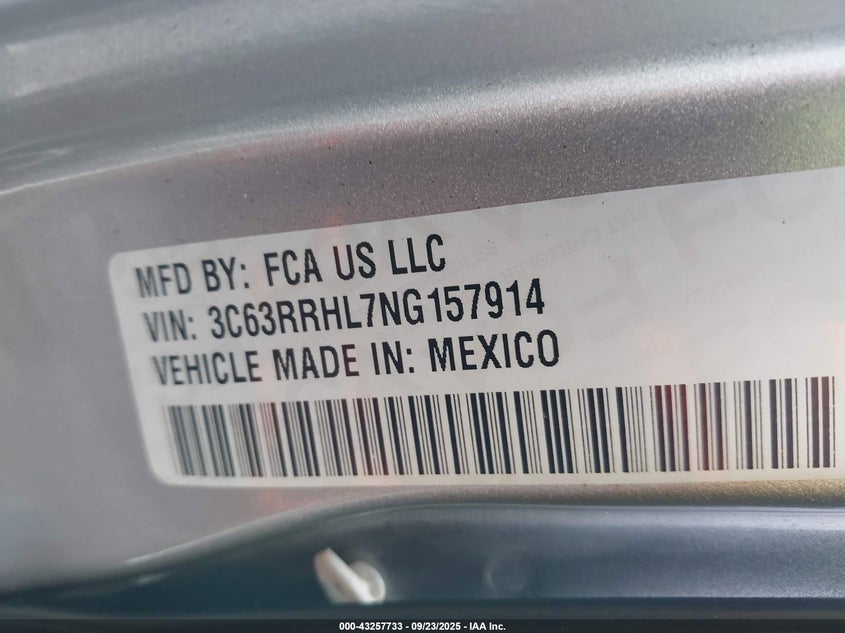 MFD BY: FCA US LLC
VIN: 3C63RRHL7NG157914
VEHICLE MADE IN: MEXICO
000-43257733 - 09/23/2025 - IAA Inc.